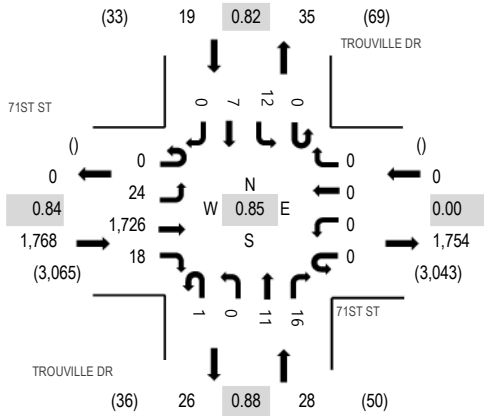 (33) 19 0.82 35 (69)
TROUVILLE DR
71ST ST
0 7 12 0
() ()
0 0 0 0
24 N 0
0.84 W 0.85 E 0.00
1,726 0
1,768 S 1,754
18 0
(3,065) (3,043)
1 0 11 16
71ST ST
TROUVILLE DR
(36) 26 0.88 28 (50)